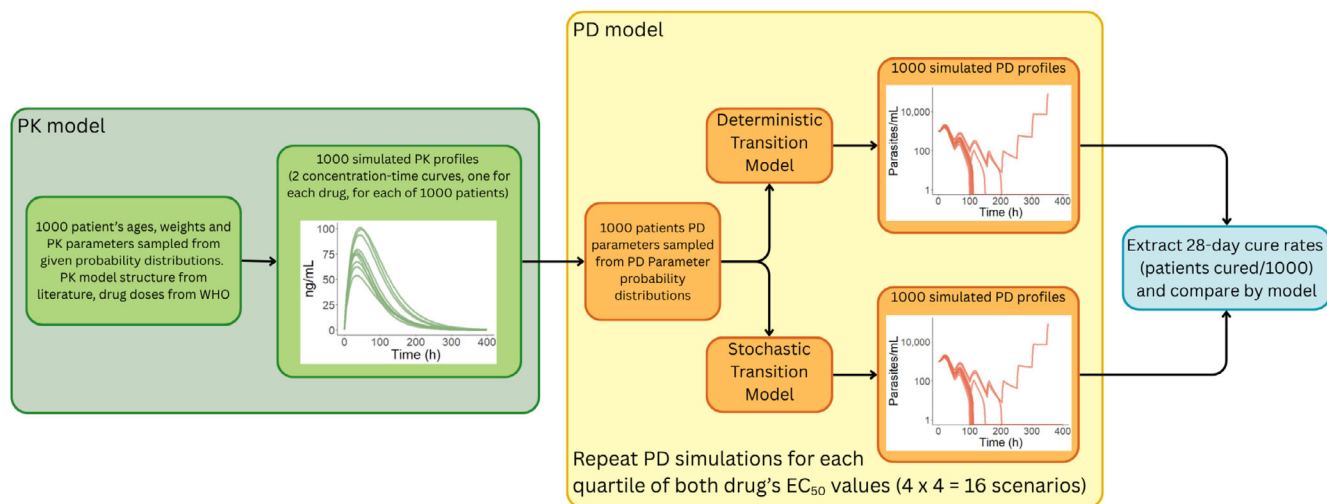 PK model
1000 patient's ages, weights and
PK parameters sampled from
given probability distributions.
PK model structure from
literature, drug doses from WHO
1000 simulated PK profiles
(2 concentration-time curves, one for
each drug, for each of 1000 patients)
ng/mL
100
75
50
25
0
0 100 200 300 400
Time (h)
PD model
1000 patients PD
parameters sampled
from PD Parameter
probability
distributions
Deterministic
Transition
Model
1000 simulated PD profiles
Parasites/mL
10,000
100
1
0 100 200 300 400
Time (h)
Stochastic
Transition
Model
1000 simulated PD profiles
Parasites/mL
10,000
100
1
0 100 200 300 400
Time (h)
Repeat PD simulations for each
quartile of both drug's EC₅₀ values (4 x 4 = 16 scenarios)
Extract 28-day cure rates
(patients cured/1000)
and compare by model